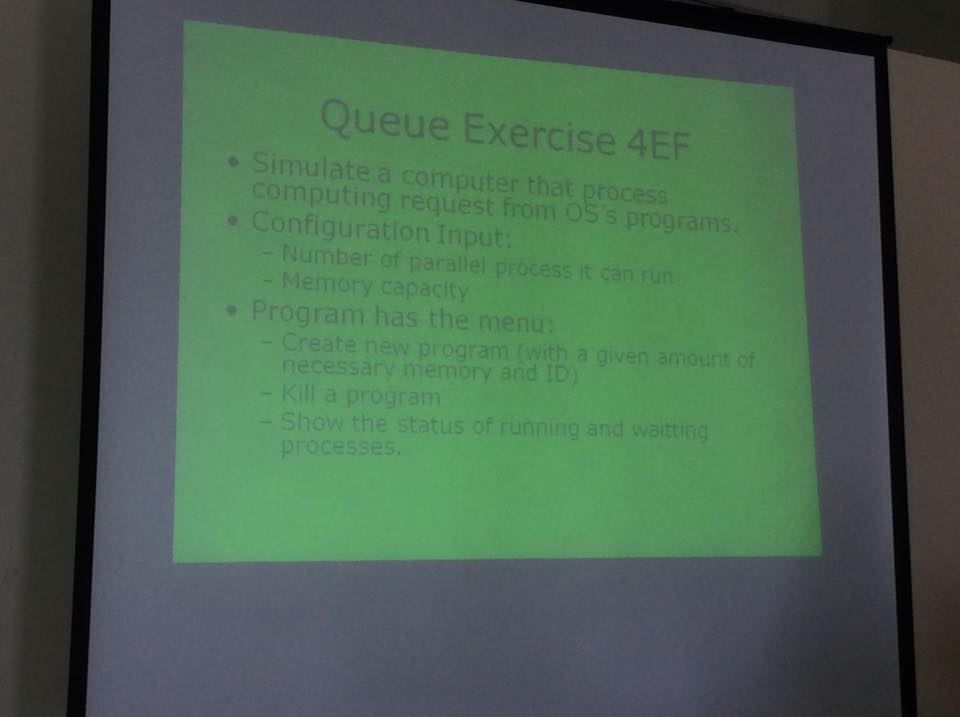 Queue Exercise 4EF
• Simulate a computer that process
computing request from OS's programs.
• Configuration Input:
– Number of parallel process it can run
– Memory capacity
• Program has the menu:
– Create new program (with a given amount of
necessary memory and ID)
– Kill a program
– Show the status of running and waitting
processes.